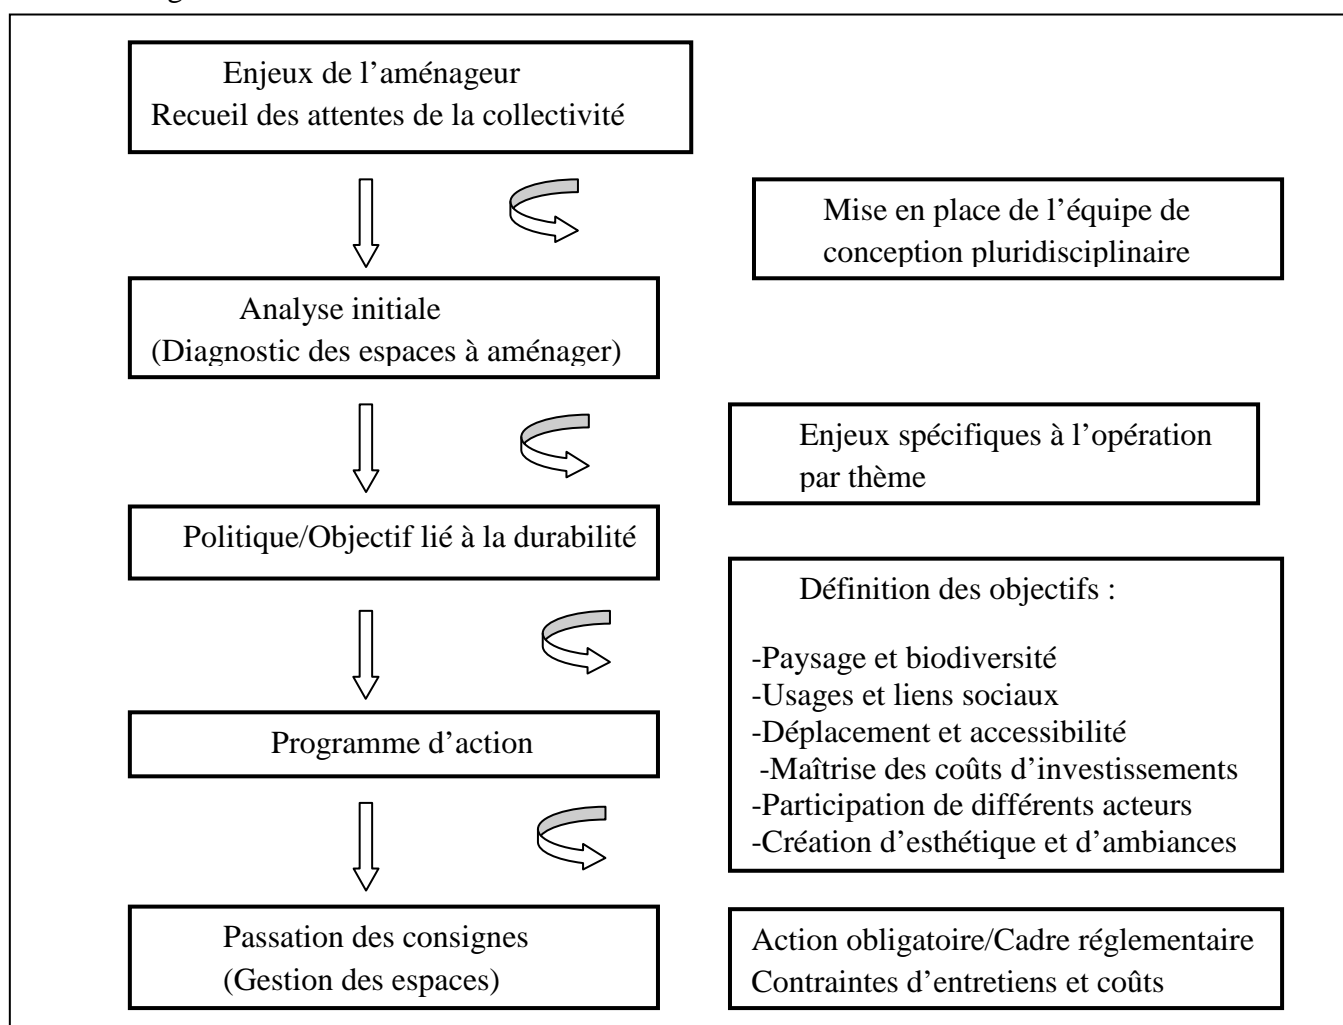 Enjeux de l’aménageur
Recueil des attentes de la collectivité
Mise en place de l’équipe de
conception pluridisciplinaire
Analyse initiale
(Diagnostic des espaces à aménager)
Enjeux spécifiques à l’opération
par thème
Politique/Objectif lié à la durabilité
Définition des objectifs :
-Paysage et biodiversité
-Usages et liens sociaux
-Déplacement et accessibilité
-Maîtrise des coûts d’investissements
-Participation de différents acteurs
-Création d’esthétique et d’ambiances
Programme d’action
Passation des consignes
(Gestion des espaces)
Action obligatoire/Cadre réglementaire
Contraintes d’entretiens et coûts